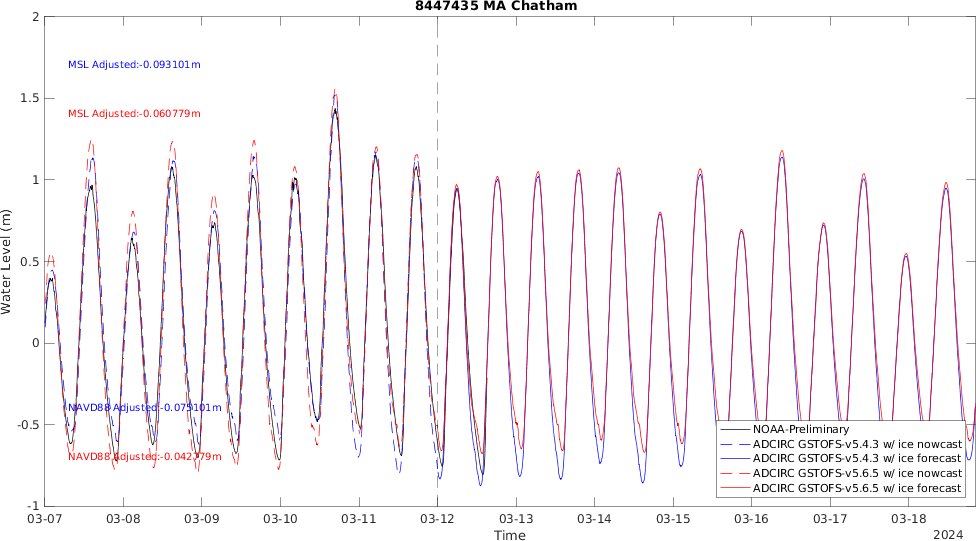 8447435 MA Chatham
2
1.5
1
0.5
0
-0.5
-1
Water Level (m)
MSL Adjusted:-0.093101m
MSL Adjusted:-0.060779m
NAVD88 Adjusted:-0.075101m
NAVD88 Adjusted:-0.042779m
NOAA-Preliminary
ADCIRC GSTOFS-v5.4.3 w/ ice nowcast
ADCIRC GSTOFS-v5.4.3 w/ ice forecast
ADCIRC GSTOFS-v5.6.5 w/ ice nowcast
ADCIRC GSTOFS-v5.6.5 w/ ice forecast
03-07 03-08 03-09 03-10 03-11 03-12 03-13 03-14 03-15 03-16 03-17 03-18
Time
2024